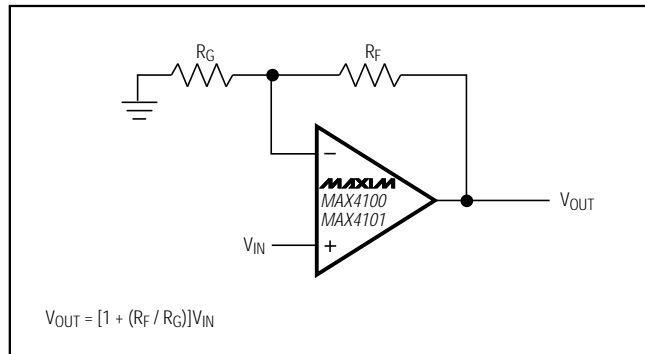 RG
RF
−
MAXIM
MAX4100
MAX4101
VOUT
VIN
+
VOUT = [1 + (RF / RG)]VIN